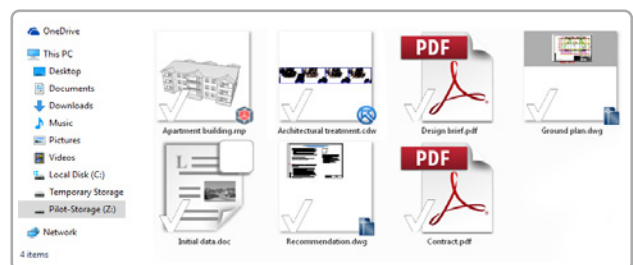 OneDrive
This PC
Desktop
Documents
Downloads
Music
Pictures
Videos
Local Disk (C:)
Temporary Storage
Pilot-Storage (Z:)
Network
4 items
PDF
Apartment building.rnp
Architectural treatment.cdw
Design brief.pdf
Ground plan.dwg
L
PDF
Initial data.doc
Recommendation.dwg
Contract.pdf